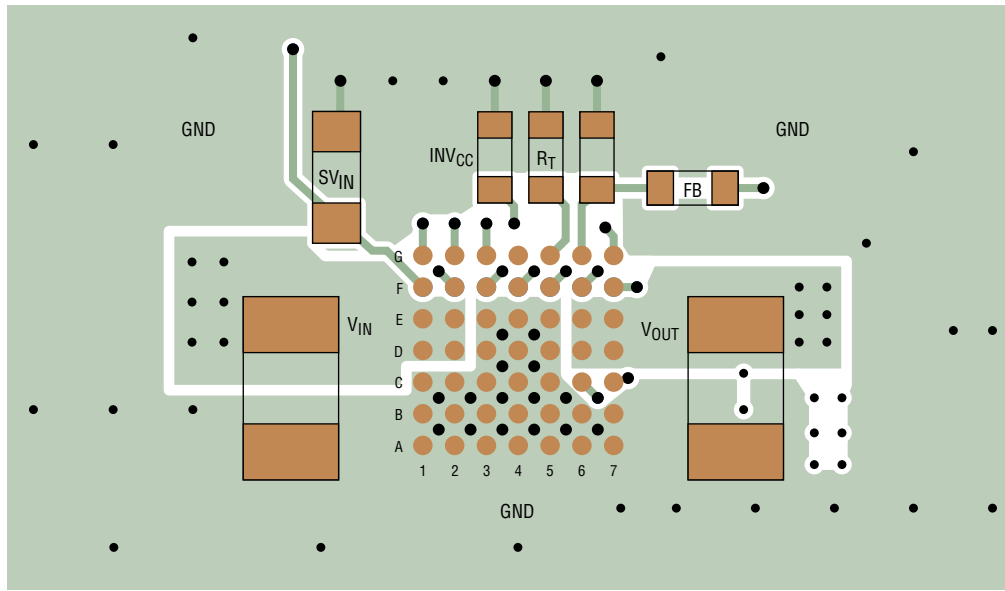 GND
GND
INVCC
RT
SVIN
FB
G
F
E
D
C
B
A
VIN
VOUT
1 2 3 4 5 6 7
GND